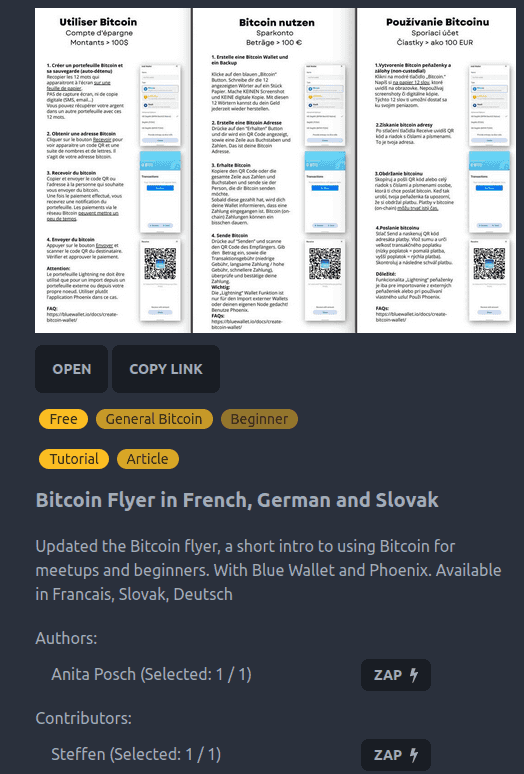 Utiliser Bitcoin
Compte d'épargne
Montants > 100$
1. Créer un portefeuille Bitcoin et
sa sauvegarde (auto-détenu)
Recopier les 12 mots qui
apparaitront à l'écran sur une
feuille de papier.
PAS de capture écran, ni de copie
digitale (SMS, email...)
Vous pouvez récupérer votre argent
dans un autre portefeuille avec ces
12 mots.
2. Obtenir une adresse Bitcoin
Cliquer sur le bouton Recevoir pour
voir apparaitre un code QR et une
suite de nombres et de lettres. Il
s'agit de votre adresse bitcoin.
3. Recevoir du bitcoin
Copier et envoyer le code QR ou
l'adresse à la personne qui souhaite
vous envoyer du bitcoin.
Une fois le paiement effectué, vous
recevrez une notification du
portefeuille. Les paiements via le
réseau Bitcoin peuvent mettre un
peu de temps.
4. Envoyer du bitcoin
Appuyer sur le bouton Envoyer et
scanner le code QR du destinataire.
Vérifier et approuver le paiement.
Attention:
Le portefeuille Lightning ne doit être
utilisé que pour un import depuis un
portefeuille externe ou depuis votre
propre noeud. Utiliser plutôt
l'application Phoenix dans ce cas.
FAQ:
https://bluewallet.io/docs/create-
bitcoin-wallet/
Bitcoin nutzen
Sparkonto
Beträge > 100 €
1. Erstelle eine Bitcoin Wallet und
ein Backup
Klicke auf den blauen „Bitcoin"
Button. Schreibe dir die 12
angezeigten Wörter auf ein Stück
Papier Mache KEINEN Screenshot
und KEINE digitale Kopie. Mit diesen
12 Wörtern kannst du dein Geld
jederzeit wieder herstellen.
2. Erstelle eine Bitcoin Adresse
Drücke auf "Erhalten" Button
und dir wird ein QR Code angezeigt,
sowie eine Zeile aus Buchstaben und
Zahlen. Das ist deine Bitcoin
Adresse.
3. Erhalte Bitcoin
Kopiere den QR Code oder die
gesamte Zeile aus Zahlen und
Buchstaben und sende sie der
Person, die dir Bitcoin senden
möchte.
Sobald diese gezahlt hat, wird dich
deine Wallet informieren, dass eine
Zahlung eingegangen ist. Bitcoin (on-
chain) Zahlungen können ein
bisschen dauern.
4. Sende Bitcoin
Drücke auf "Senden" und scanne
den QR Code des Empfängers. Gib
den Betrag ein, sowie die
Transaktionsgebühr (niedrige
Gebühr, langsame Zahlung / hohe
Gebühr, schnellere Zahlung),
überprüfe und bestätige deine
Zahlung.
Wichtig:
Die „Lightning" Wallet Funktion ist
nur für den Import externer Wallets
oder deinen eigenen Node gedacht!
Benutze Phoenix.
FAQs:
https://bluewallet.io/docs/create-
bitcoin-wallet/
Používanie Bitcoinu
Sporiaci účet
Čiastky > ako 100 EUR
1.Vytvorenie Bitcoin peňaženky a
zálohy (non-custodial)
Klikni na modré tlačidlo „Bitcoin."
Napíš si na papier 12 slov, ktoré
uvidíš na obrazovke. Nepoužívaj
screenshoty či digitálne kópie.
Týchto 12 slov ti umožní dostať sa
ku svojím mincam.
2.Získanie bitcoin adresy
Po stlačení tlačidla Receive uvidíš QR
kód a riadok s číslami a písmenami.
To je tvoja adresa.
3.Obdržanie bitcoinu
Skopíruj a pošli QR kód alebo celý
riadok s číslami a písmenami osobe,
ktorá ti chce poslať bitcoin. Keď tak
urobí, tvoja peňaženka ťa upozorní,
že si obdržal platbu. Platby v bitcoine
(on-chain) môžu trvať istý čas.
4.Poslanie bitcoinu
Stlač Send a naskenuj QR kód
adresáta platby. Vlož sumu a urči
veľkosť transakčného poplatku
(nízky poplatok = pomalá platba,
vyšší poplatok = rýchla platba).
Skontroluj a následne schváľ platbu.
Dôležité:
Funkcionalita „Lightning" peňaženky
je iba pre importovanie z externých
peňaženiek alebo pri používaní
vlastného uzlu! Použi Phoenix.
FAQ:
https://bluewallet.io/docs/create-
bitcoin-wallet/
OPEN
COPY LINK
Free
General Bitcoin
Beginner
Tutorial
Article
Bitcoin Flyer in French, German and Slovak
Updated the Bitcoin flyer, a short intro to using Bitcoin for
meetups and beginners. With Blue Wallet and Phoenix. Available
in Francais, Slovak, Deutsch
Authors:
Anita Posch (Selected: 1 / 1)
ZAP
Contributors:
Steffen (Selected: 1 / 1)
ZAP